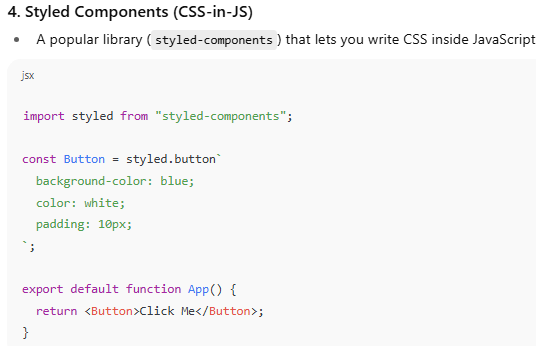 4. Styled Components (CSS-in-JS)
• A popular library (styled-components) that lets you write CSS inside JavaScript
jsx
import styled from "styled-components";
const Button = styled.button`
  background-color: blue;
  color: white;
  padding: 10px;
`;
export default function App() {
  return <Button>Click Me</Button>;
}